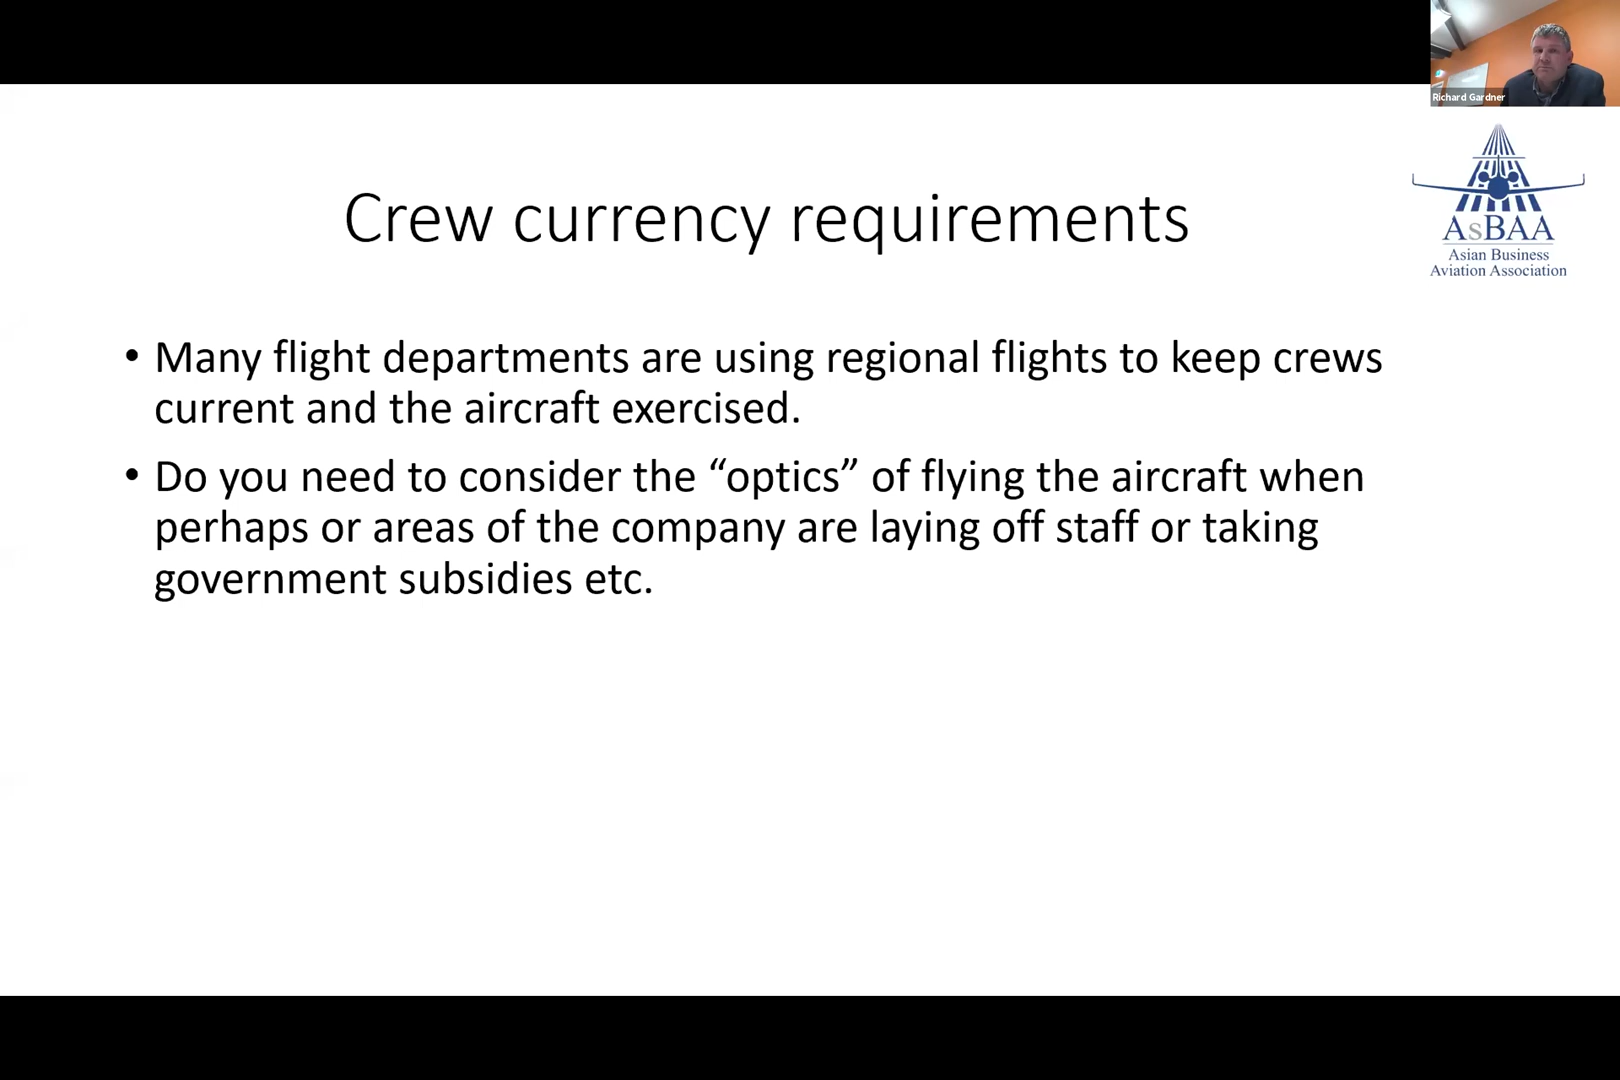 Richard Gardner
AsBAA
Asian Business
Aviation Association
Crew currency requirements
• Many flight departments are using regional flights to keep crews
current and the aircraft exercised.
• Do you need to consider the “optics” of flying the aircraft when
perhaps or areas of the company are laying off staff or taking
government subsidies etc.